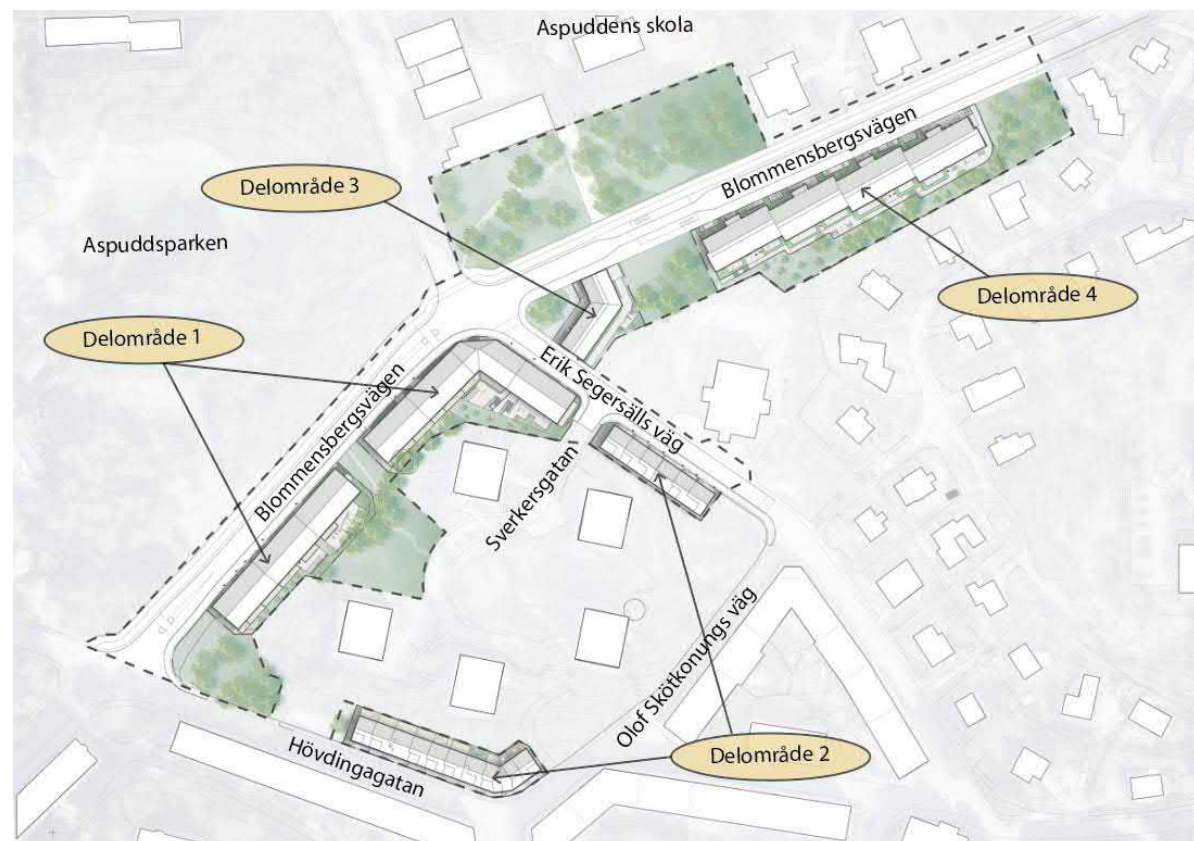 Aspuddens skola
Blommensbergsvägen
Delområde 3
Aspuddsparken
Delområde 4
Delområde 1
Erik Segersälls väg
Blommensbergsvägen
Sverkersgatan
Olof Skötkonungs väg
Delområde 2
Hövdingagatan